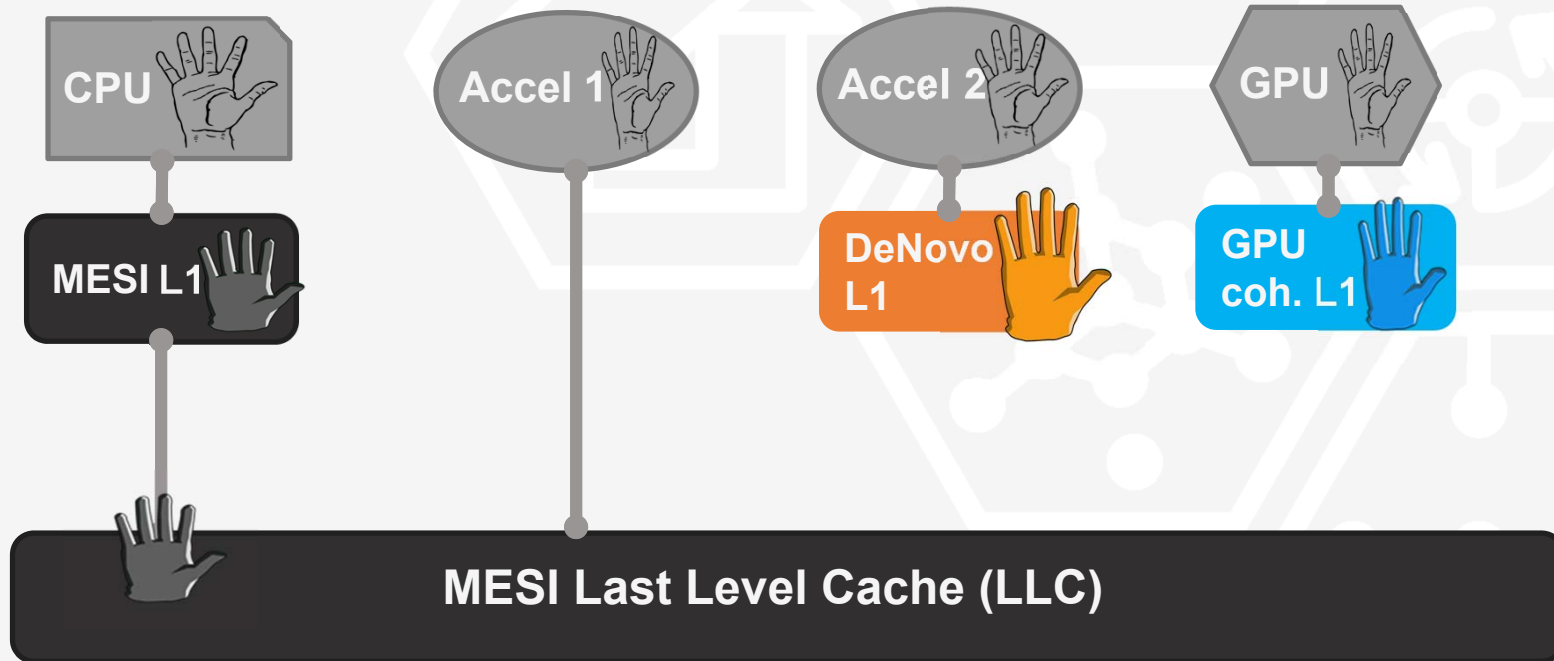 CPU
Accel 1
Accel 2
GPU
MESI L1
DeNovo
L1
GPU
coh. L1
MESI Last Level Cache (LLC)